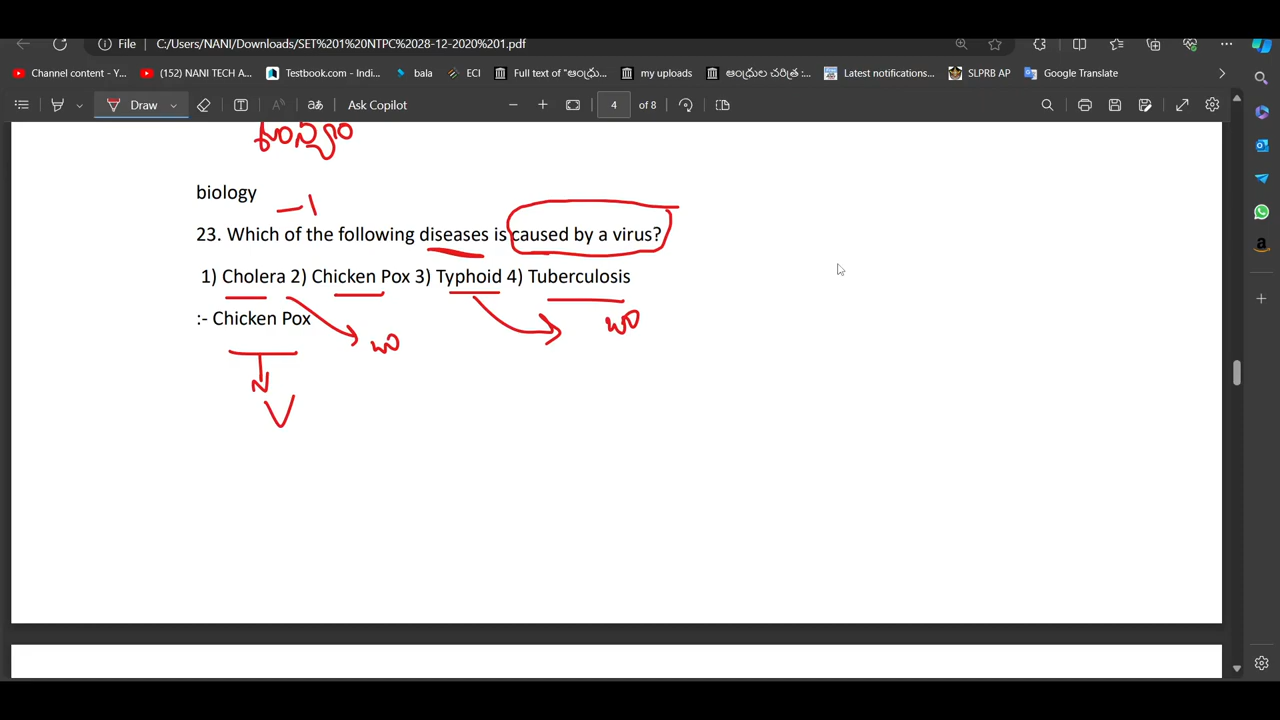 File C:/Users/NANI/Downloads/SET%201%20NTPC%2028-12-2020%201.pdf
Channel content - Y... (152) NANI TECH A... Testbook.com - Indi... bala ECI Full text of "ఆంధ్రు... my uploads ఆంధ్రుల చరిత్ర :... Latest notifications... SLPRB AP Google Translate
Draw aあ Ask Copilot 4 of 8
biology
-1
23. Which of the following diseases is caused by a virus?
1) Cholera 2) Chicken Pox 3) Typhoid 4) Tuberculosis
:- Chicken Pox
V